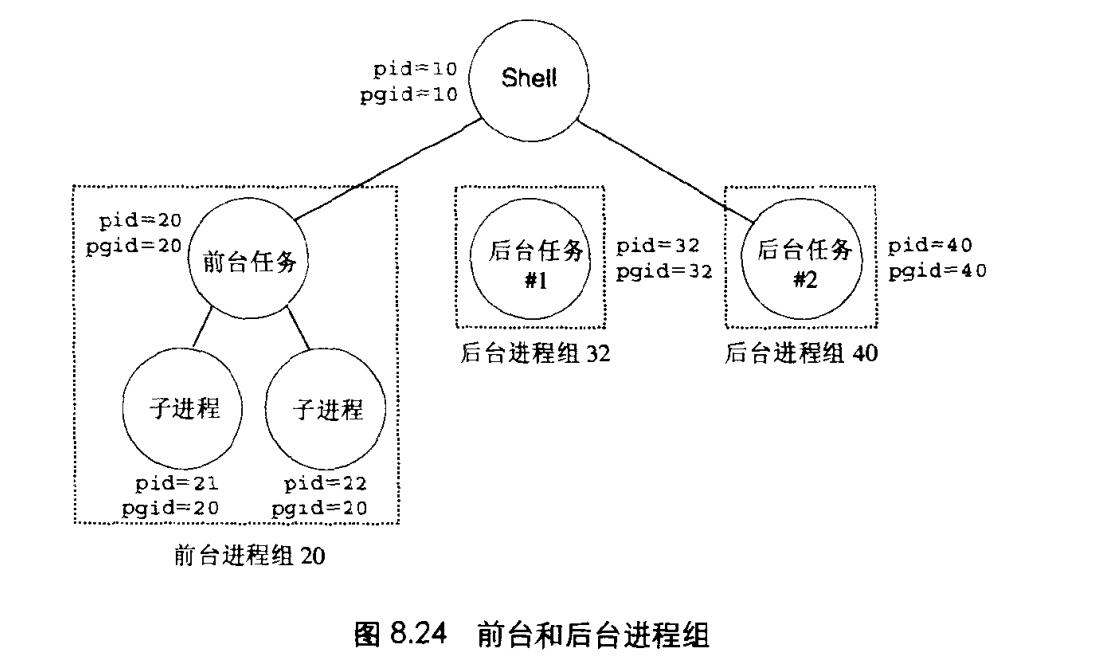 pid=10
pgid=10
Shell
pid=20
pgid=20
前台任务
后台任务
#1
pid=32
pgid=32
后台任务
#2
pid=40
pgid=40
后台进程组 32
后台进程组 40
子进程
子进程
pid=21
pgid=20
pid=22
pgid=20
前台进程组 20
图 8.24 前台和后台进程组